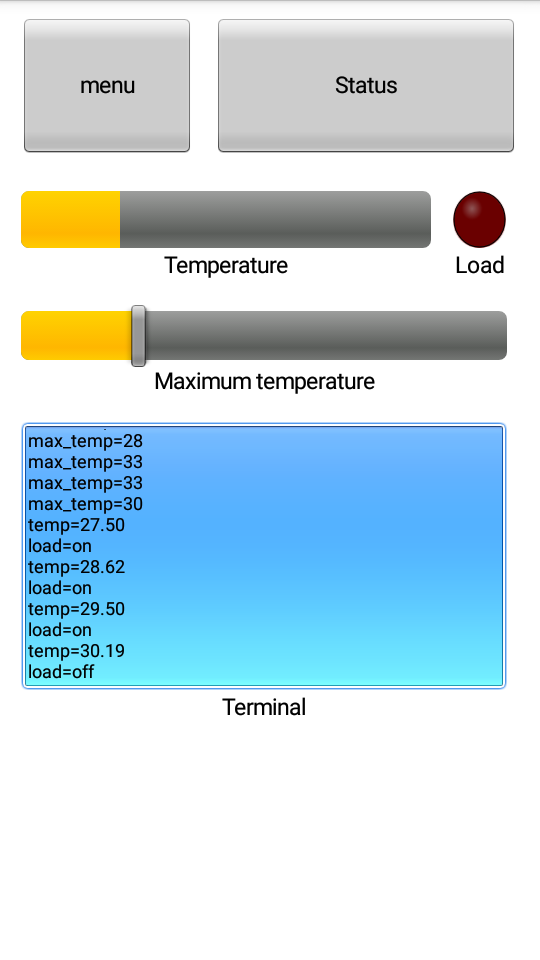 menu
Status
Temperature
Load
Maximum temperature
max_temp=28
max_temp=33
max_temp=33
max_temp=30
temp=27.50
load=on
temp=28.62
load=on
temp=29.50
load=on
temp=30.19
load=off
Terminal